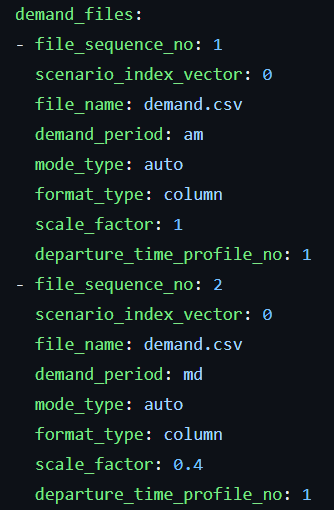 demand_files:
- file_sequence_no: 1
  scenario_index_vector: 0
  file_name: demand.csv
  demand_period: am
  mode_type: auto
  format_type: column
  scale_factor: 1
  departure_time_profile_no: 1
- file_sequence_no: 2
  scenario_index_vector: 0
  file_name: demand.csv
  demand_period: md
  mode_type: auto
  format_type: column
  scale_factor: 0.4
  departure_time_profile_no: 1